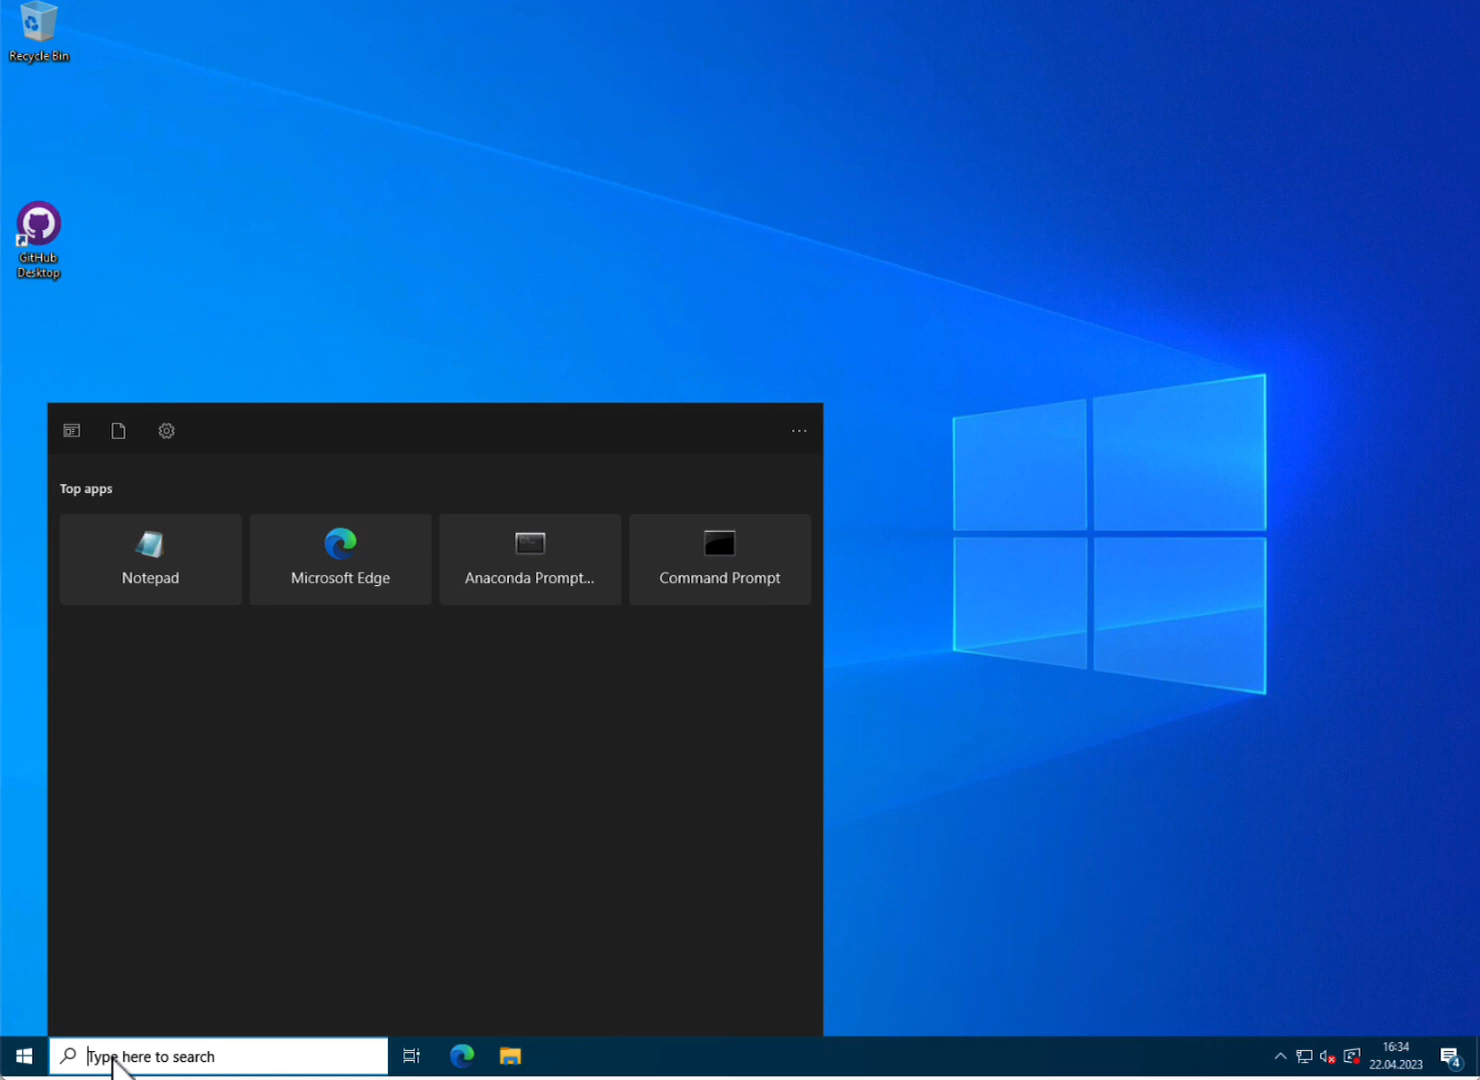 Recycle Bin
GitHub
Desktop
Top apps
Notepad
Microsoft Edge
Anaconda Prompt...
Command Prompt
Type here to search
16:34
22.04.2023
4